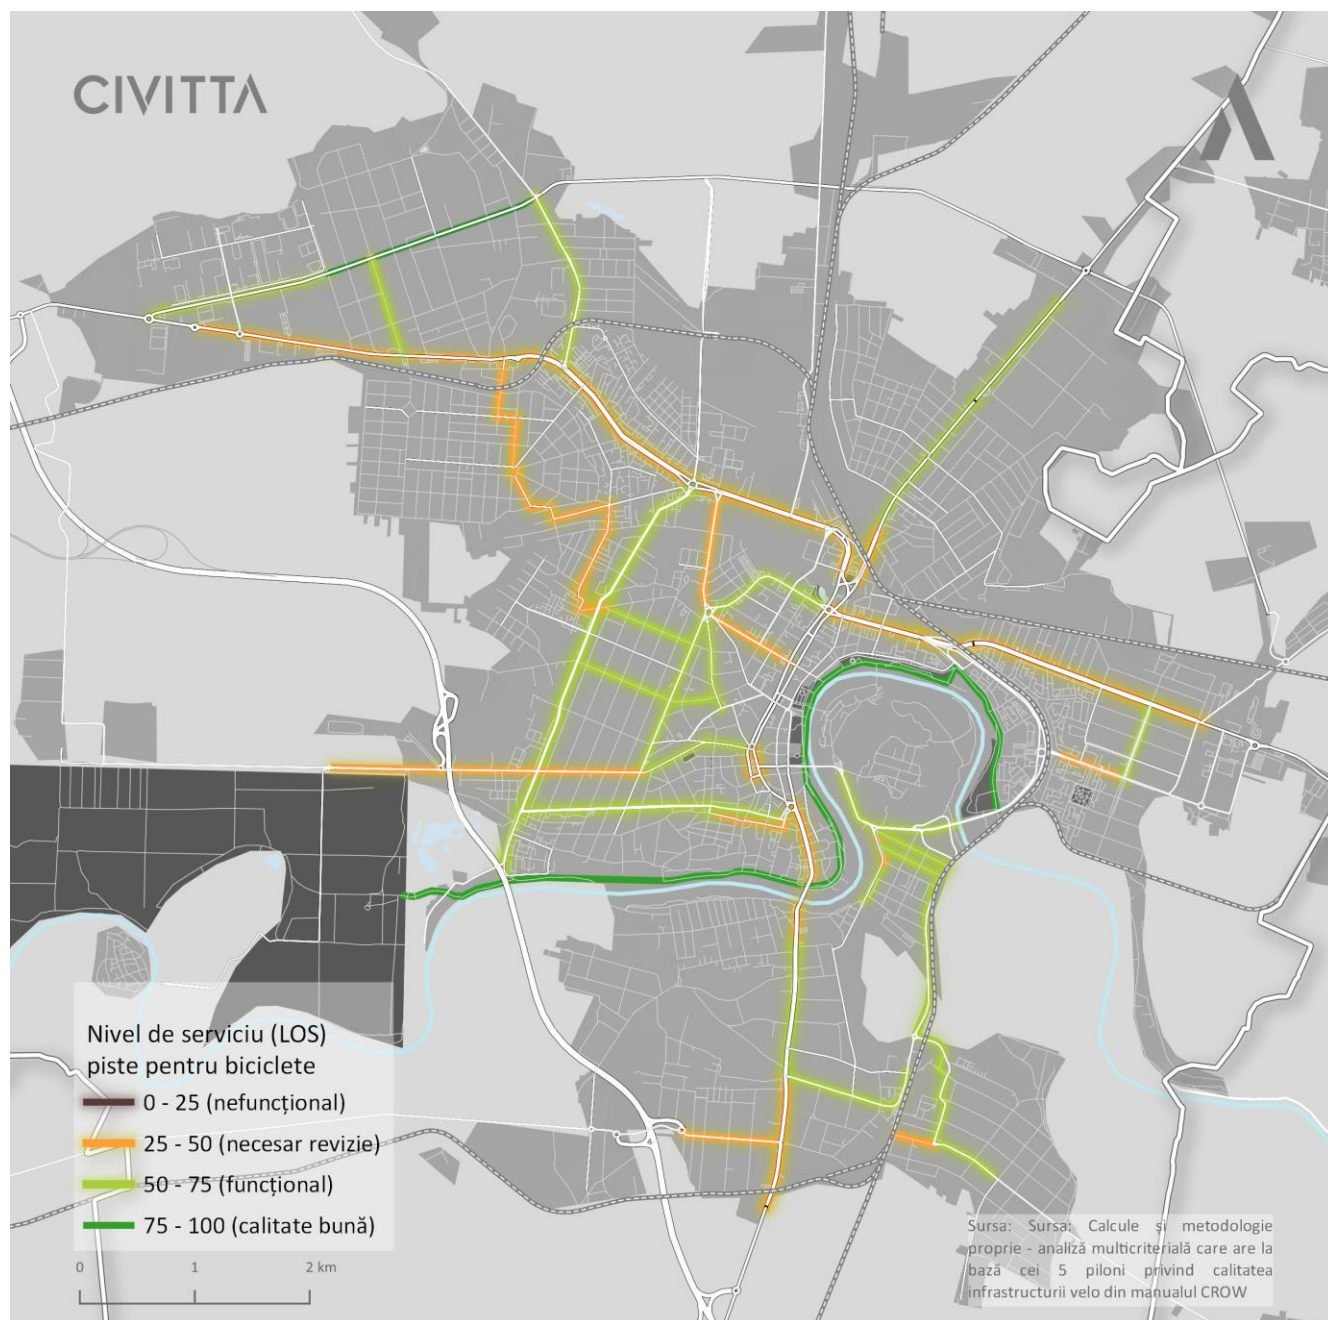 CIVITTA
Nivel de serviciu (LOS)
piste pentru biciclete
0 - 25 (nefuncțional)
25 - 50 (necesar revizie)
50 - 75 (funcțional)
75 - 100 (calitate bună)
0 1 2 km
Sursa: Sursa: Calcule și metodologie
proprie - analiză multicriterială care are la
bază cei 5 piloni privind calitatea
infrastructurii velo din manualul CROW